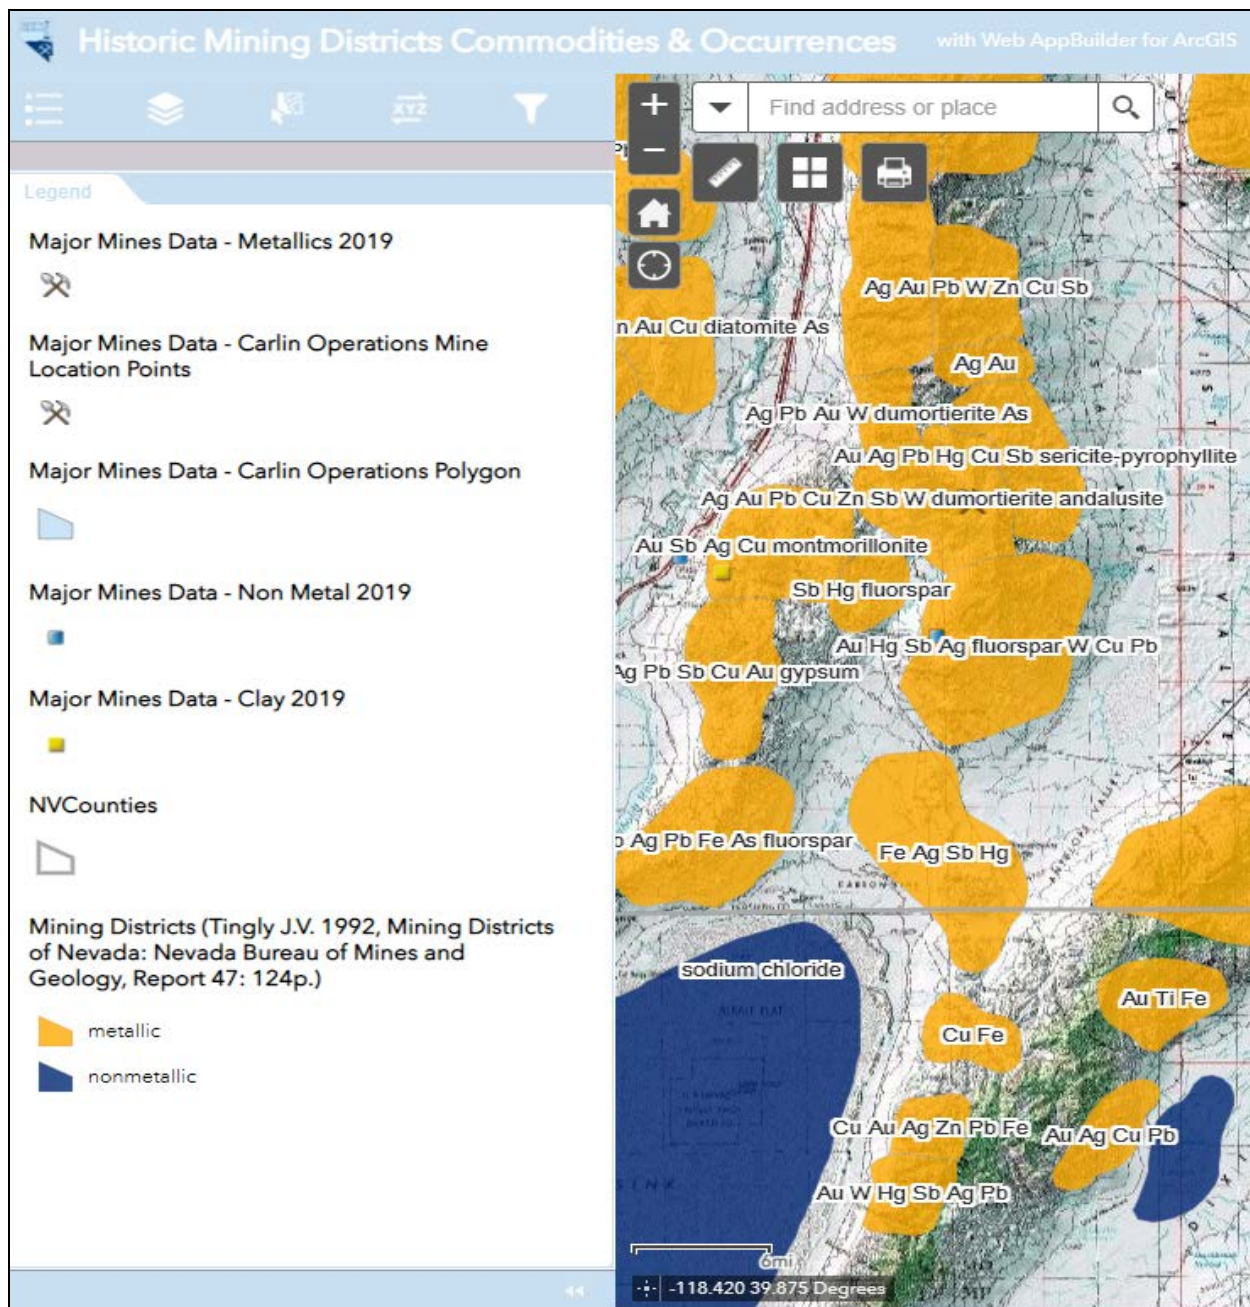 Historic Mining Districts Commodities & Occurrences
with Web AppBuilder for ArcGIS
XYZ
Find address or place
Legend
Major Mines Data - Metallics 2019
Major Mines Data - Carlin Operations Mine
Location Points
Major Mines Data - Carlin Operations Polygon
Major Mines Data - Non Metal 2019
Major Mines Data - Clay 2019
NVCounties
Mining Districts (Tingly J.V. 1992, Mining Districts
of Nevada: Nevada Bureau of Mines and
Geology, Report 47: 124p.)
metallic
nonmetallic
Ag Au Pb W Zn Cu Sb
n Au Cu diatomite As
Ag Au
Ag Pb Au W dumortierite As
Au Ag Pb Hg Cu Sb sericite-pyrophyllite
Ag Au Pb Cu Zn Sb W dumortierite andalusite
Au Sb Ag Cu montmorillonite
Sb Hg fluorspar
Au Hg Sb Ag fluorspar W Cu Pb
Ag Pb Sb Cu Au gypsum
Ag Pb Fe As fluorspar
Fe Ag Sb Hg
ANTELOPE VALLEY
sodium chloride
Au Ti Fe
Cu Fe
Cu Au Ag Zn Pb Fe
Au Ag Cu Pb
SINK
Au W Hg Sb Ag Pb
6mi
-118.420 39.875 Degrees